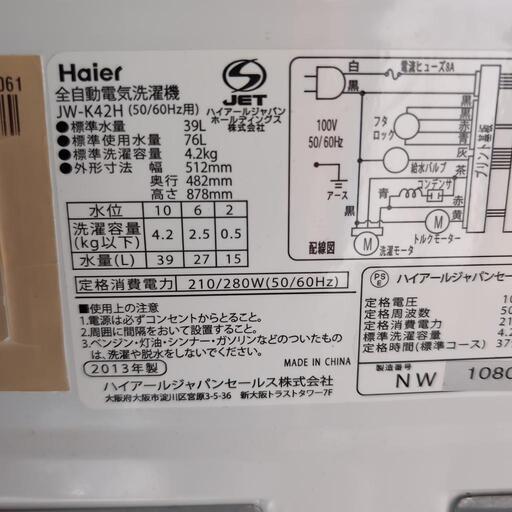 061
Haier
全自動電気洗濯機
JW-K42H (50/60Hz用)
●標準水量 39L
●標準使用水量 76L
●標準洗濯容量 4.2kg
●外形寸法 幅 512mm
奥行 482mm
高さ 878mm
JET
ハイアールジャパン
ホールディングス
株式会社
水位 10 6 2
洗濯容量
(kg以下) 4.2 2.5 0.5
水量(L) 39 27 15
定格消費電力 210/280W(50/60Hz)
白
電流ヒューズ8A
黒
100V
50/60Hz
フタ
ロック
黒
黒
青
黒
灰
給水バルブ
茶
コンデンサ
青
赤
アース
黒
黄
M
M
トルクモーター
洗濯モータ
配線図
プリント基板
■使用上の注意
1.電源は必ずコンセントからとること。
2.周囲に間隔をおいて設置すること。
3.ベンジン・灯油・シンナー・ガソリンなどのついたもの
は、洗濯や脱水をしないでください。
2013年製
MADE IN CHINA
ハイアールジャパンセールス株式会社
大阪府大阪市淀川区宮原3-5-36 新大阪トラストタワー7F
PS
E
ハイアールジャパンセ
定格電圧 10
定格周波数 50
定格消費電力 21
標準洗濯容量 4.2
定格時間(標準コース) 37
製造番号
NW 1080